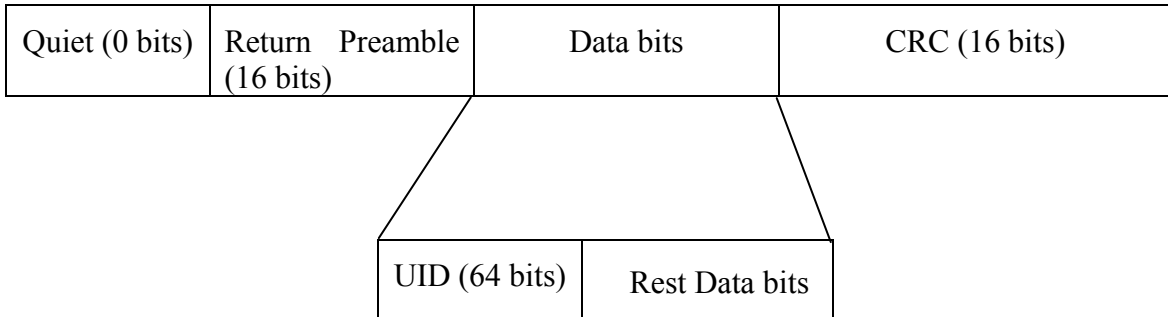 Quiet (0 bits)
Return Preamble
(16 bits)
Data bits
CRC (16 bits)
UID (64 bits)
Rest Data bits